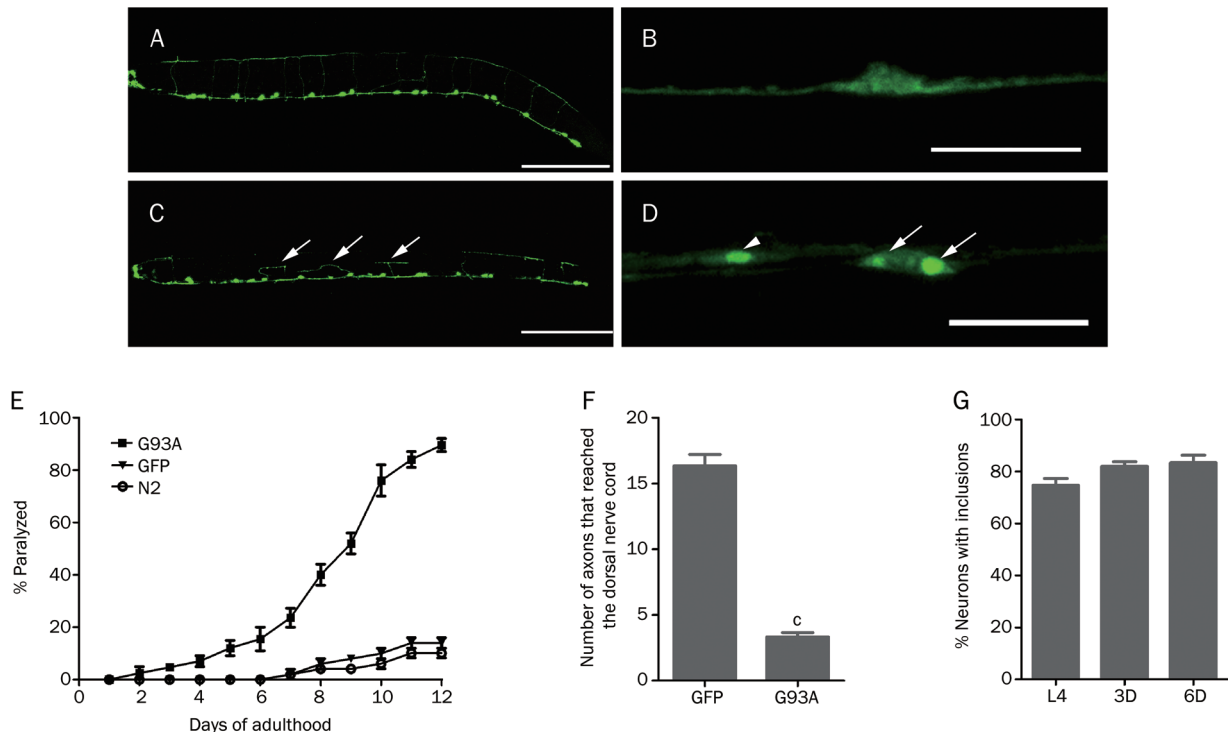 A
B
C
D
E
100
80
60
40
20
0
% Paralyzed
G93A
GFP
N2
0 2 4 6 8 10 12
Days of adulthood
F
20
15
10
5
0
Number of axons that reached
the dorsal nerve cord
c
GFP G93A
G
100
80
60
40
20
0
% Neurons with inclusions
L4 3D 6D